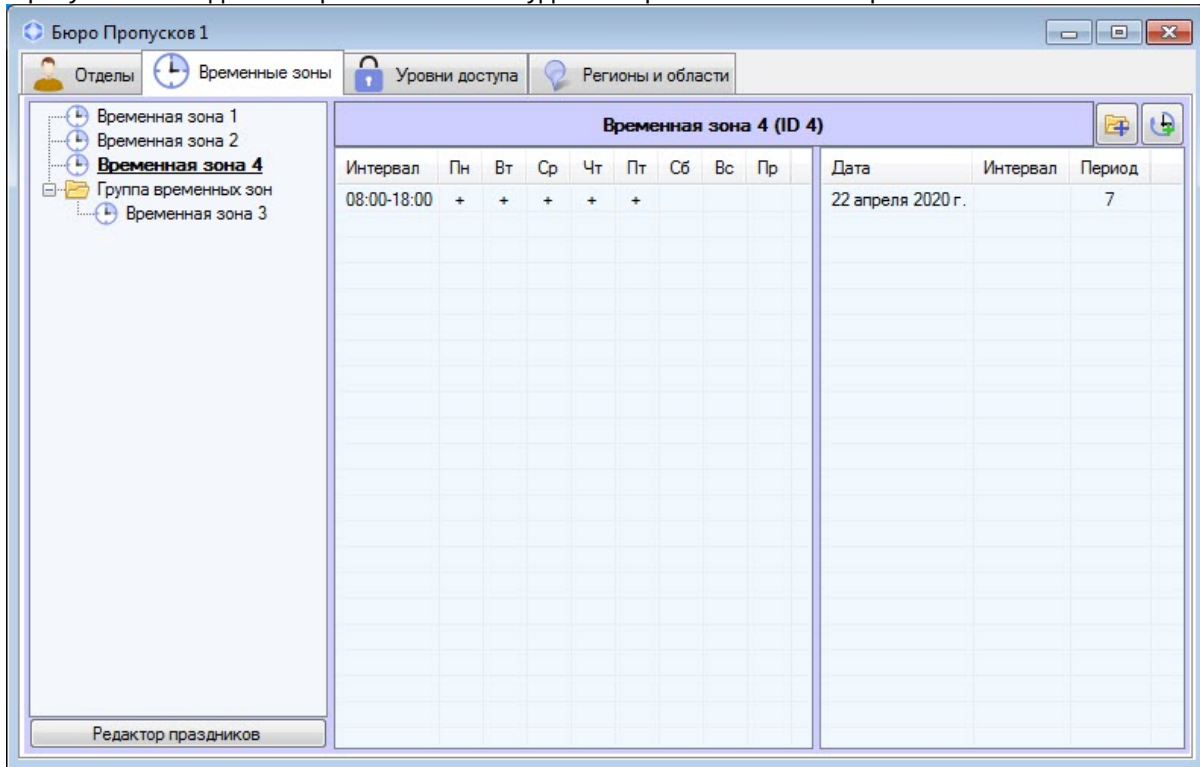 Бюро Пропусков 1
Отделы Временные зоны Уровни доступа Регионы и области
Временная зона 1
Временная зона 2
Временная зона 4
Группа временных зон
Временная зона 3
Редактор праздников
Временная зона 4 (ID 4)
Интервал Пн Вт Ср Чт Пт Сб Вс Пр
08:00-18:00 + + + + +
Дата Интервал Период
22 апреля 2020 г. 7